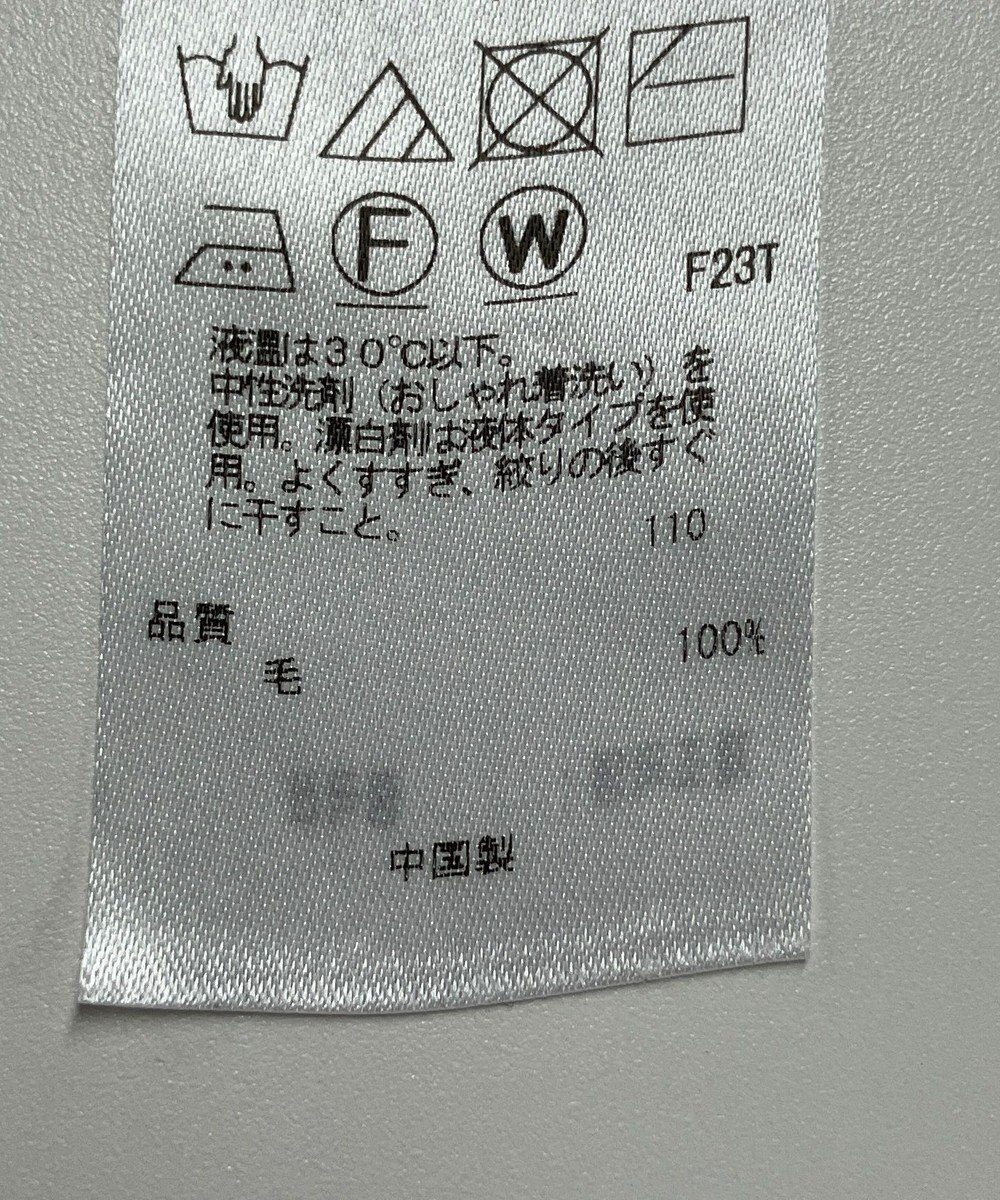 F
W
F23T
液温は30℃以下。
中性洗剤（おしゃれ着洗い）を
使用。漂白剤は液体タイプを使
用。よくすすぎ、絞りの後すぐ
に干すこと。
110
品質
毛 100%
中国製